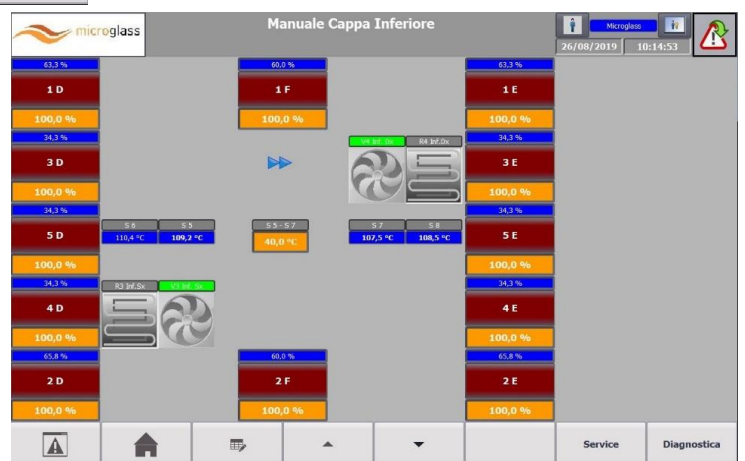 microglass
Manuale Cappa Inferiore
Microglass
26/08/2019 10:14:53
63,3 % 60,0 % 63,3 %
1 D 1 F 1 E
100,0 % 100,0 % 100,0 %
34,3 % V4 Inf. Dx R4 Inf.Dx 34,3 %
3 D 3 E
100,0 % 100,0 %
34,3 % 34,3 %
S 6 S 5 S 5 - S 7 S 7 S 8
5 D 110,4 °C 109,2 °C 40,0 °C 107,5 °C 108,5 °C 5 E
100,0 % 100,0 %
34,3 % R3 Inf.Sx V3 Inf. Sx 34,3 %
4 D 4 E
100,0 % 100,0 %
65,8 % 60,0 % 65,8 %
2 D 2 F 2 E
100,0 % 100,0 % 100,0 %
Service Diagnostica